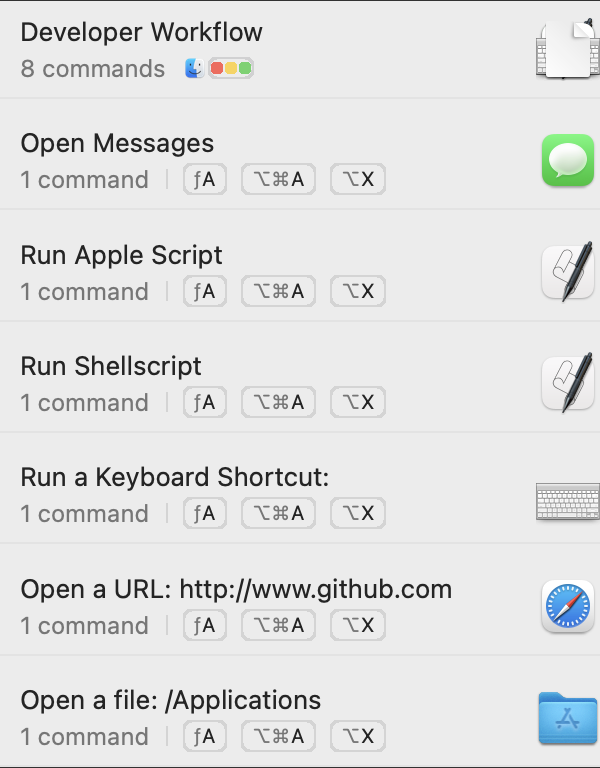 Developer Workflow
8 commands
Open Messages
1 command ƒA ⌥⌘A ⌥X
Run Apple Script
1 command ƒA ⌥⌘A ⌥X
Run Shellscript
1 command ƒA ⌥⌘A ⌥X
Run a Keyboard Shortcut:
1 command ƒA ⌥⌘A ⌥X
Open a URL: http://www.github.com
1 command ƒA ⌥⌘A ⌥X
Open a file: /Applications
1 command ƒA ⌥⌘A ⌥X